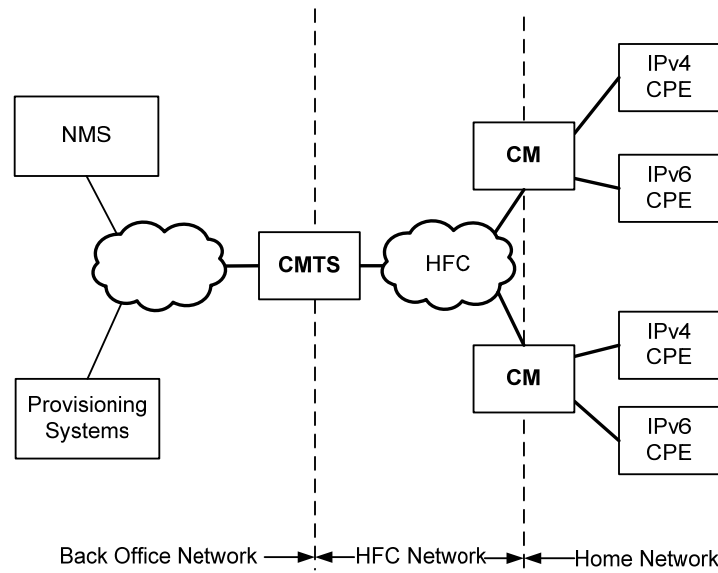 IPv4
CPE
NMS
CM
IPv6
CPE
CMTS
HFC
IPv4
CPE
Provisioning
Systems
CM
IPv6
CPE
Back Office Network
HFC Network
Home Network